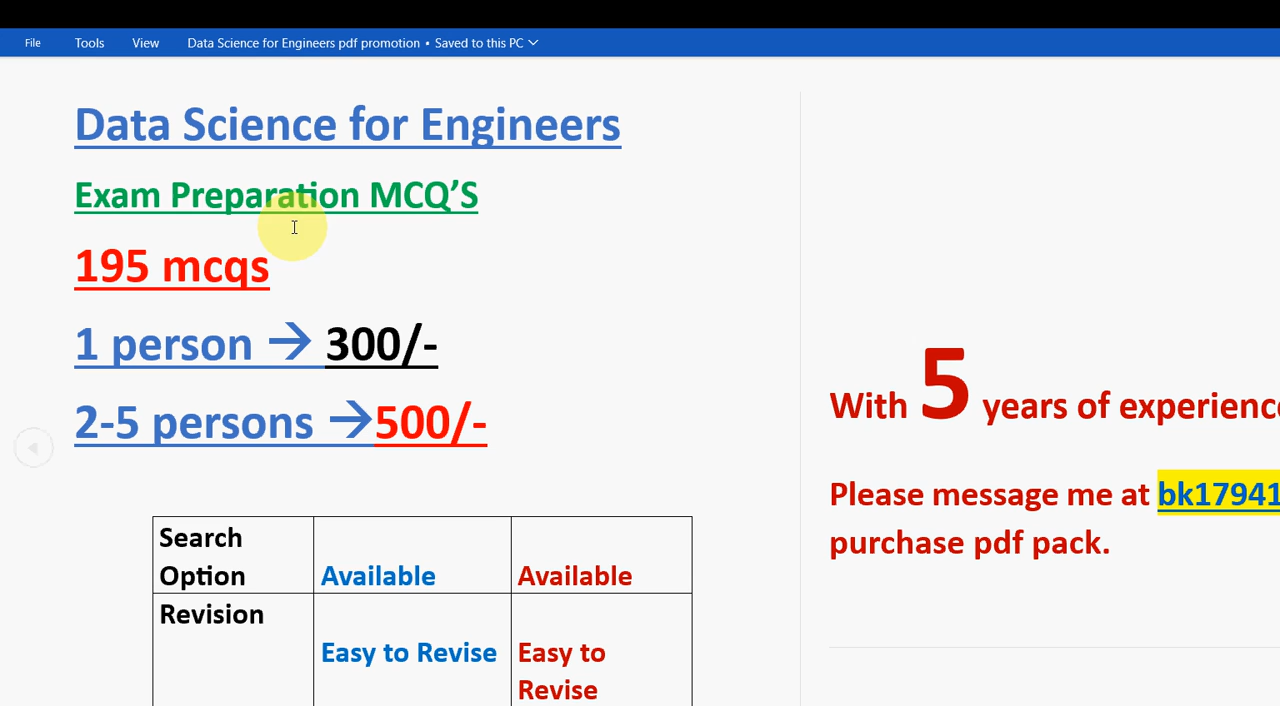 File Tools View Data Science for Engineers pdf promotion • Saved to this PC
Data Science for Engineers
Exam Preparation MCQ’S
195 mcqs
1 person → 300/-
2-5 persons →500/-
Search Option Available Available
Revision Easy to Revise Easy to Revise
With 5 years of
Please message me at
purchase pdf pack.